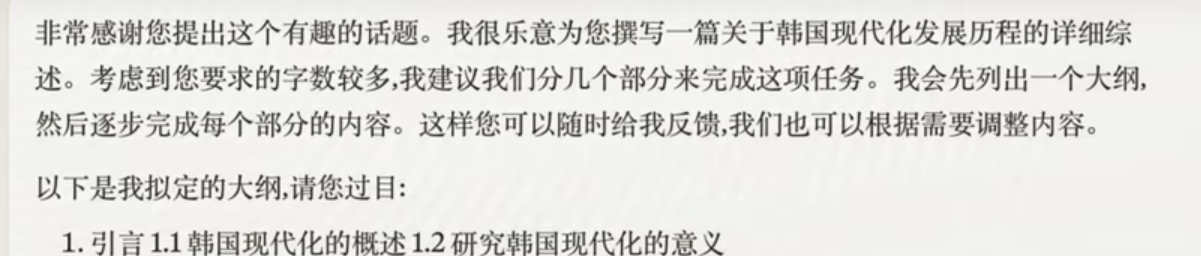 非常感谢您提出这个有趣的话题。我很乐意为您撰写一篇关于韩国现代化发展历程的详细综
述。考虑到您要求的字数较多,我建议我们分几个部分来完成这项任务。我会先列出一个大纲,
然后逐步完成每个部分的内容。这样您可以随时给我反馈,我们也可以根据需要调整内容。
以下是我拟定的大纲,请您过目:
1. 引言 1.1 韩国现代化的概述 1.2 研究韩国现代化的意义